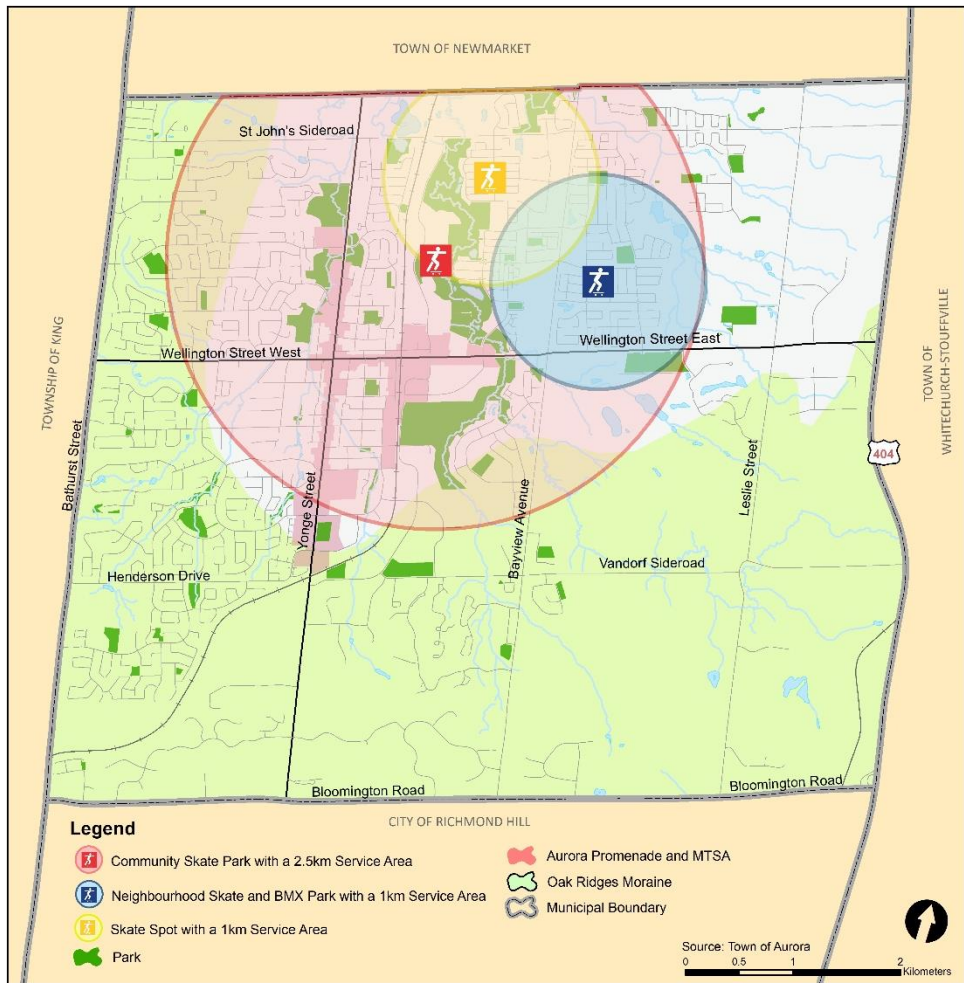 TOWN OF NEWMARKET
St John's Sideroad
TOWNSHIP OF KING
Wellington Street West
Wellington Street East
TOWN OF
WHITECHURCH-STOUFFVILLE
404
Bathurst Street
Yonge Street
Bayview Avenue
Leslie Street
Henderson Drive
Vandorf Sideroad
Bloomington Road
Bloomington Road
CITY OF RICHMOND HILL
Legend
Community Skate Park with a 2.5km Service Area
Neighbourhood Skate and BMX Park with a 1km Service Area
Skate Spot with a 1km Service Area
Park
Aurora Promenade and MTSA
Oak Ridges Moraine
Municipal Boundary
Source: Town of Aurora
0 0.5 1 2
Kilometers